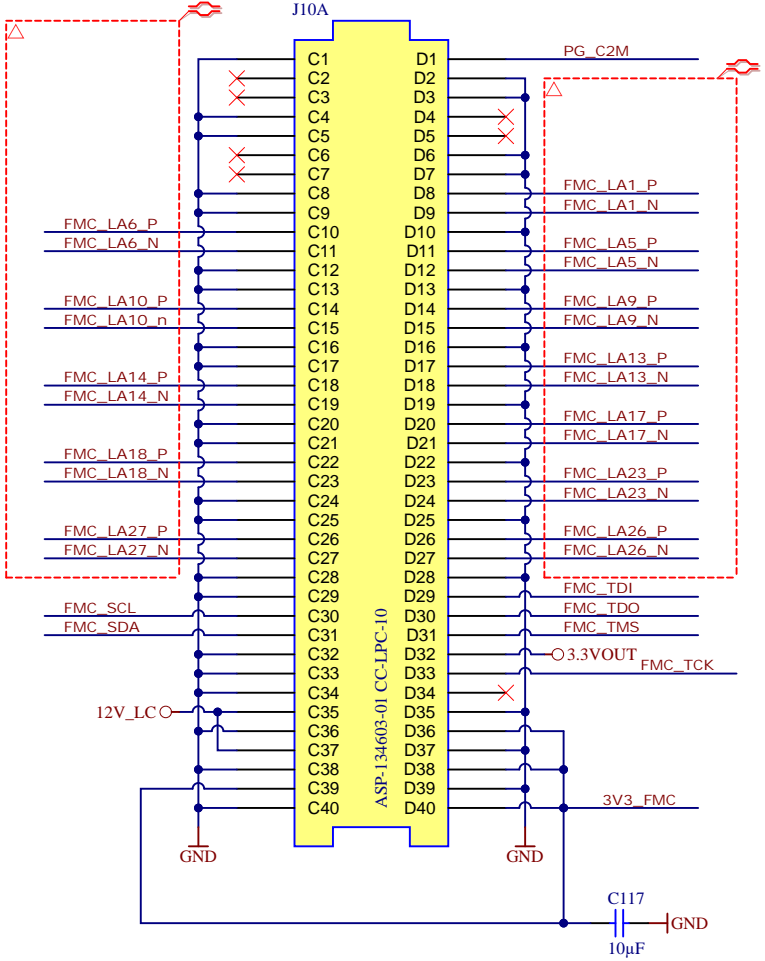 J10A
C1 D1 PG_C2M
C2 D2
C3 D3
C4 D4
C5 D5
C6 D6
C7 D7
C8 D8 FMC_LA1_P
C9 D9 FMC_LA1_N
FMC_LA6_P C10 D10
FMC_LA6_N C11 D11 FMC_LA5_P
C12 D12 FMC_LA5_N
C13 D13
FMC_LA10_P C14 D14 FMC_LA9_P
FMC_LA10_n C15 D15 FMC_LA9_N
C16 D16
C17 D17 FMC_LA13_P
FMC_LA14_P C18 D18 FMC_LA13_N
FMC_LA14_N C19 D19
C20 D20 FMC_LA17_P
C21 D21 FMC_LA17_N
FMC_LA18_P C22 D22
FMC_LA18_N C23 D23 FMC_LA23_P
C24 D24 FMC_LA23_N
C25 D25
FMC_LA27_P C26 D26 FMC_LA26_P
FMC_LA27_N C27 D27 FMC_LA26_N
C28 D28
C29 D29 FMC_TDI
FMC_SCL C30 D30 FMC_TDO
FMC_SDA C31 D31 FMC_TMS
C32 D32 3.3VOUT
C33 D33 FMC_TCK
C34 D34
12V_LC C35 D35
C36 D36
C37 D37
C38 D38
C39 D39
C40 D40 3V3_FMC
ASP-134603-01 CC-LPC-10
GND GND
C117
GND
10µF